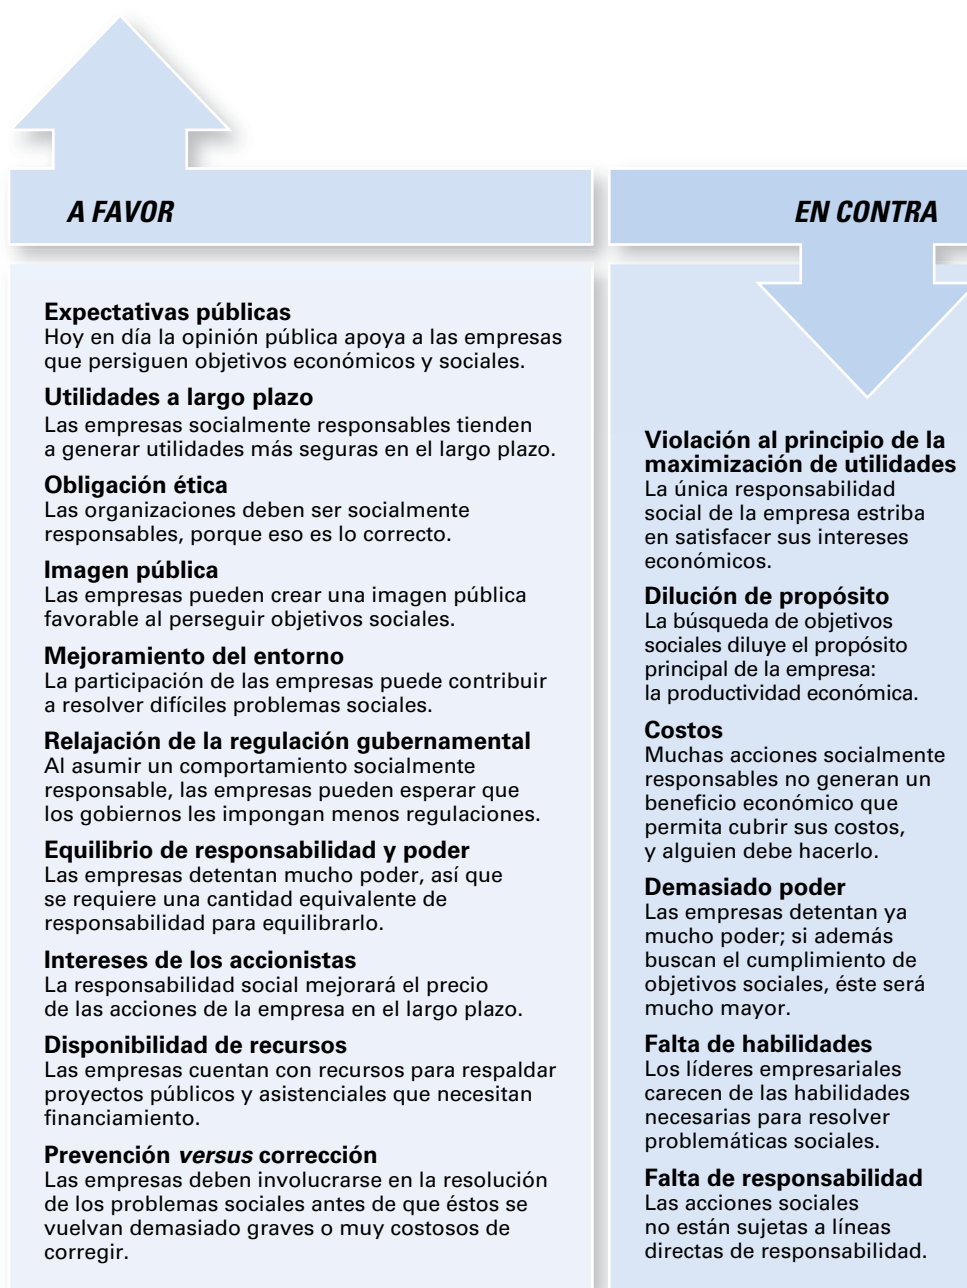 A FAVOR
Expectativas públicas
Hoy en día la opinión pública apoya a las empresas
que persiguen objetivos económicos y sociales.
Utilidades a largo plazo
Las empresas socialmente responsables tienden
a generar utilidades más seguras en el largo plazo.
Obligación ética
Las organizaciones deben ser socialmente
responsables, porque eso es lo correcto.
Imagen pública
Las empresas pueden crear una imagen pública
favorable al perseguir objetivos sociales.
Mejoramiento del entorno
La participación de las empresas puede contribuir
a resolver difíciles problemas sociales.
Relajación de la regulación gubernamental
Al asumir un comportamiento socialmente
responsable, las empresas pueden esperar que
los gobiernos les impongan menos regulaciones.
Equilibrio de responsabilidad y poder
Las empresas detentan mucho poder, así que
se requiere una cantidad equivalente de
responsabilidad para equilibrarlo.
Intereses de los accionistas
La responsabilidad social mejorará el precio
de las acciones de la empresa en el largo plazo.
Disponibilidad de recursos
Las empresas cuentan con recursos para respaldar
proyectos públicos y asistenciales que necesitan
financiamiento.
Prevención versus corrección
Las empresas deben involucrarse en la resolución
de los problemas sociales antes de que éstos se
vuelvan demasiado graves o muy costosos de
corregir.
EN CONTRA
Violación al principio de la
maximización de utilidades
La única responsabilidad
social de la empresa estriba
en satisfacer sus intereses
económicos.
Dilución de propósito
La búsqueda de objetivos
sociales diluye el propósito
principal de la empresa:
la productividad económica.
Costos
Muchas acciones socialmente
responsables no generan un
beneficio económico que
permita cubrir sus costos,
y alguien debe hacerlo.
Demasiado poder
Las empresas detentan ya
mucho poder; si además
buscan el cumplimiento de
objetivos sociales, éste será
mucho mayor.
Falta de habilidades
Los líderes empresariales
carecen de las habilidades
necesarias para resolver
problemáticas sociales.
Falta de responsabilidad
Las acciones sociales
no están sujetas a líneas
directas de responsabilidad.